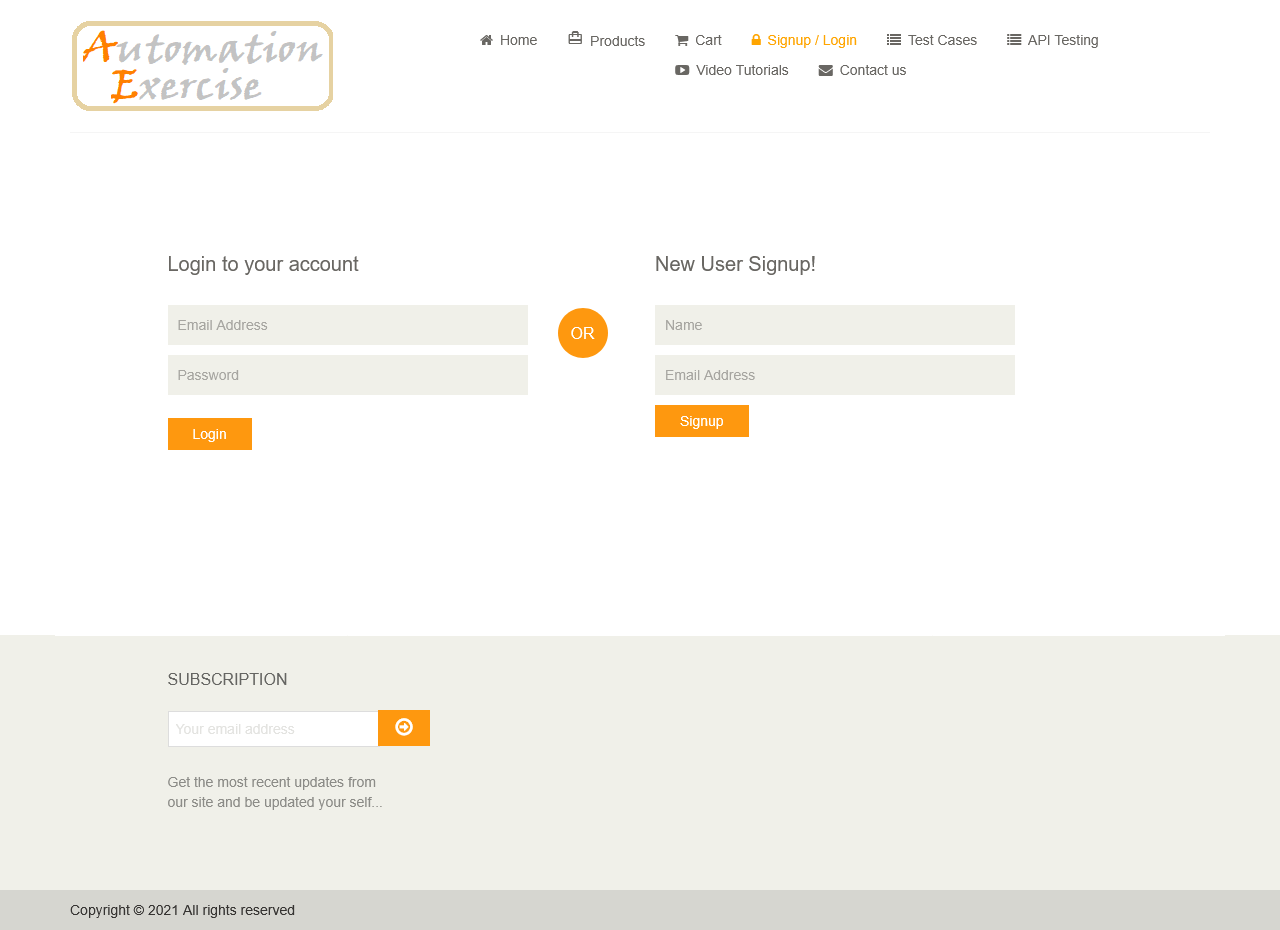 Automation
Exercise
Home
Products
Cart
Signup / Login
Test Cases
API Testing
Video Tutorials
Contact us
Login to your account
Email Address
Password
Login
OR
New User Signup!
Name
Email Address
Signup
SUBSCRIPTION
Your email address
Get the most recent updates from
our site and be updated your self...
Copyright © 2021 All rights reserved